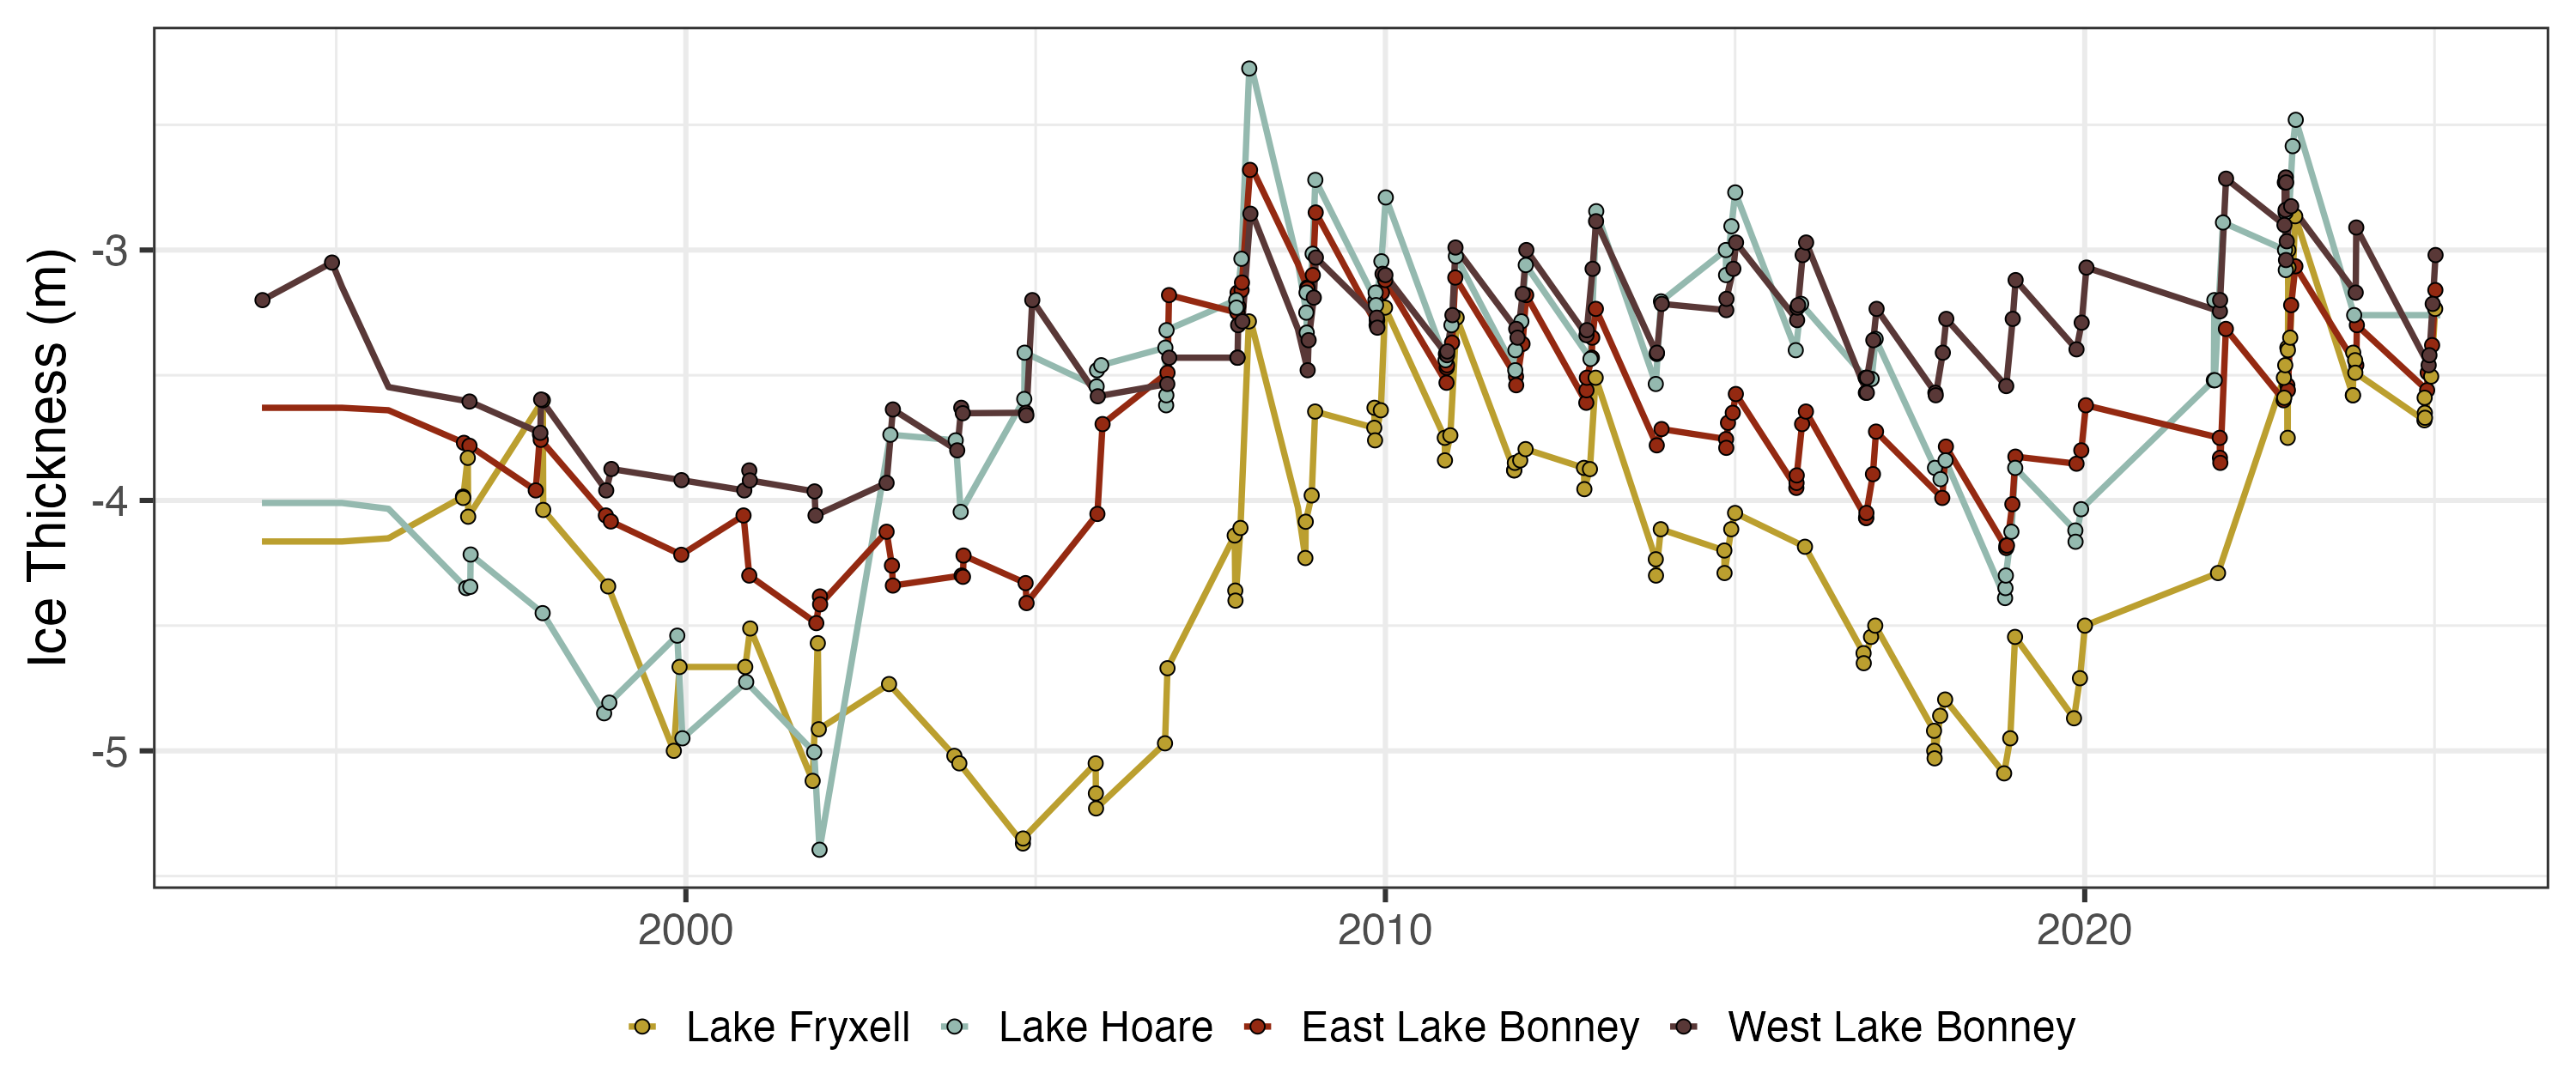 Ice Thickness (m)
-3
-4
-5
2000
2010
2020
Lake Fryxell
Lake Hoare
East Lake Bonney
West Lake Bonney